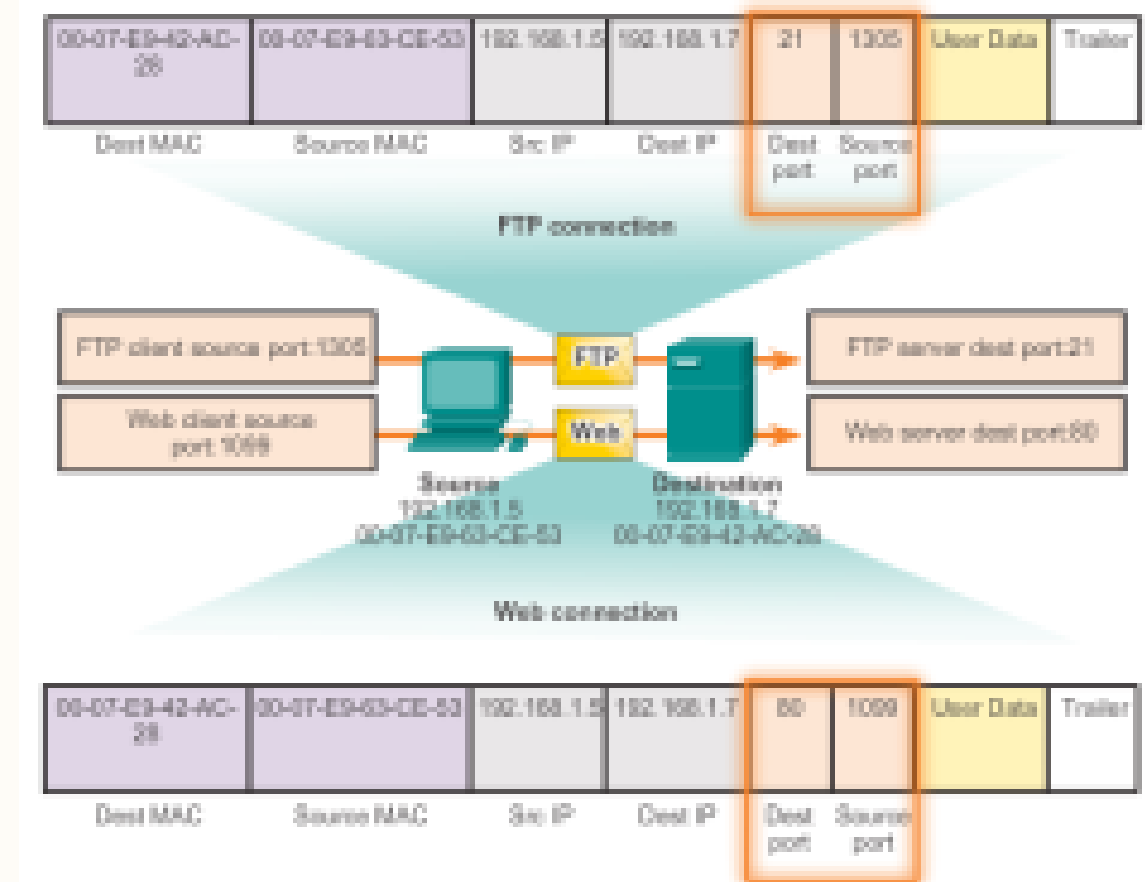 00-07-E9-42-AC-
28
00-07-E9-63-CE-53
192.168.1.5
192.168.1.7
21
1305
User Data
Trailer
Dest MAC
Source MAC
Src IP
Dest IP
Dest
port
Source
port
FTP connection
FTP client source port:1305
FTP
FTP server dest port:21
Web client source
port:1099
Web
Web server dest port:80
Source
192.168.1.5
00-07-E9-63-CE-53
Destination
192.168.1.7
00-07-E9-42-AC-28
Web connection
00-07-E9-42-AC-
28
00-07-E9-63-CE-53
192.168.1.5
192.168.1.7
80
1099
User Data
Trailer
Dest MAC
Source MAC
Src IP
Dest IP
Dest
port
Source
port